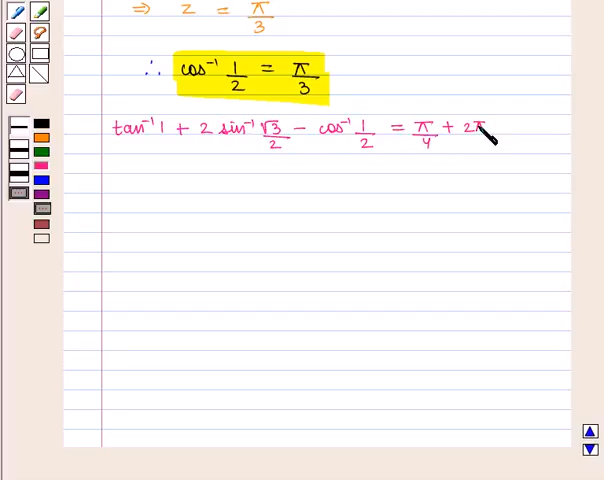 ⇒ z = π/3
∴ cos⁻¹ 1/2 = π/3
tan⁻¹ 1 + 2 sin⁻¹ √3/2 − cos⁻¹ 1/2 = π/4 + 2π